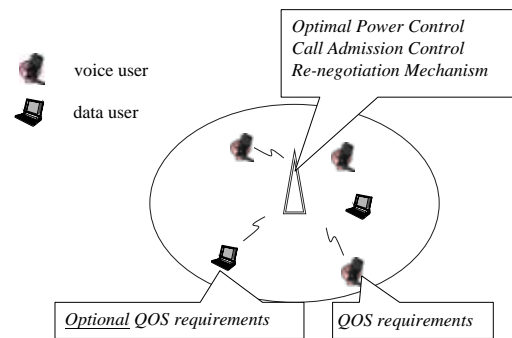 Optimal Power Control
Call Admission Control
Re-negotiation Mechanism
voice user
data user
Optional QOS requirements
QOS requirements